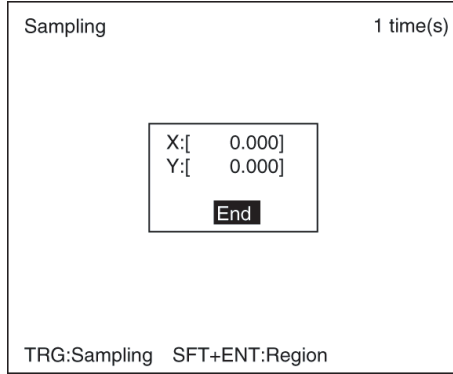 Sampling 1 time(s)
X:[ 0.000]
Y:[ 0.000]
End
TRG:Sampling SFT+ENT:Region